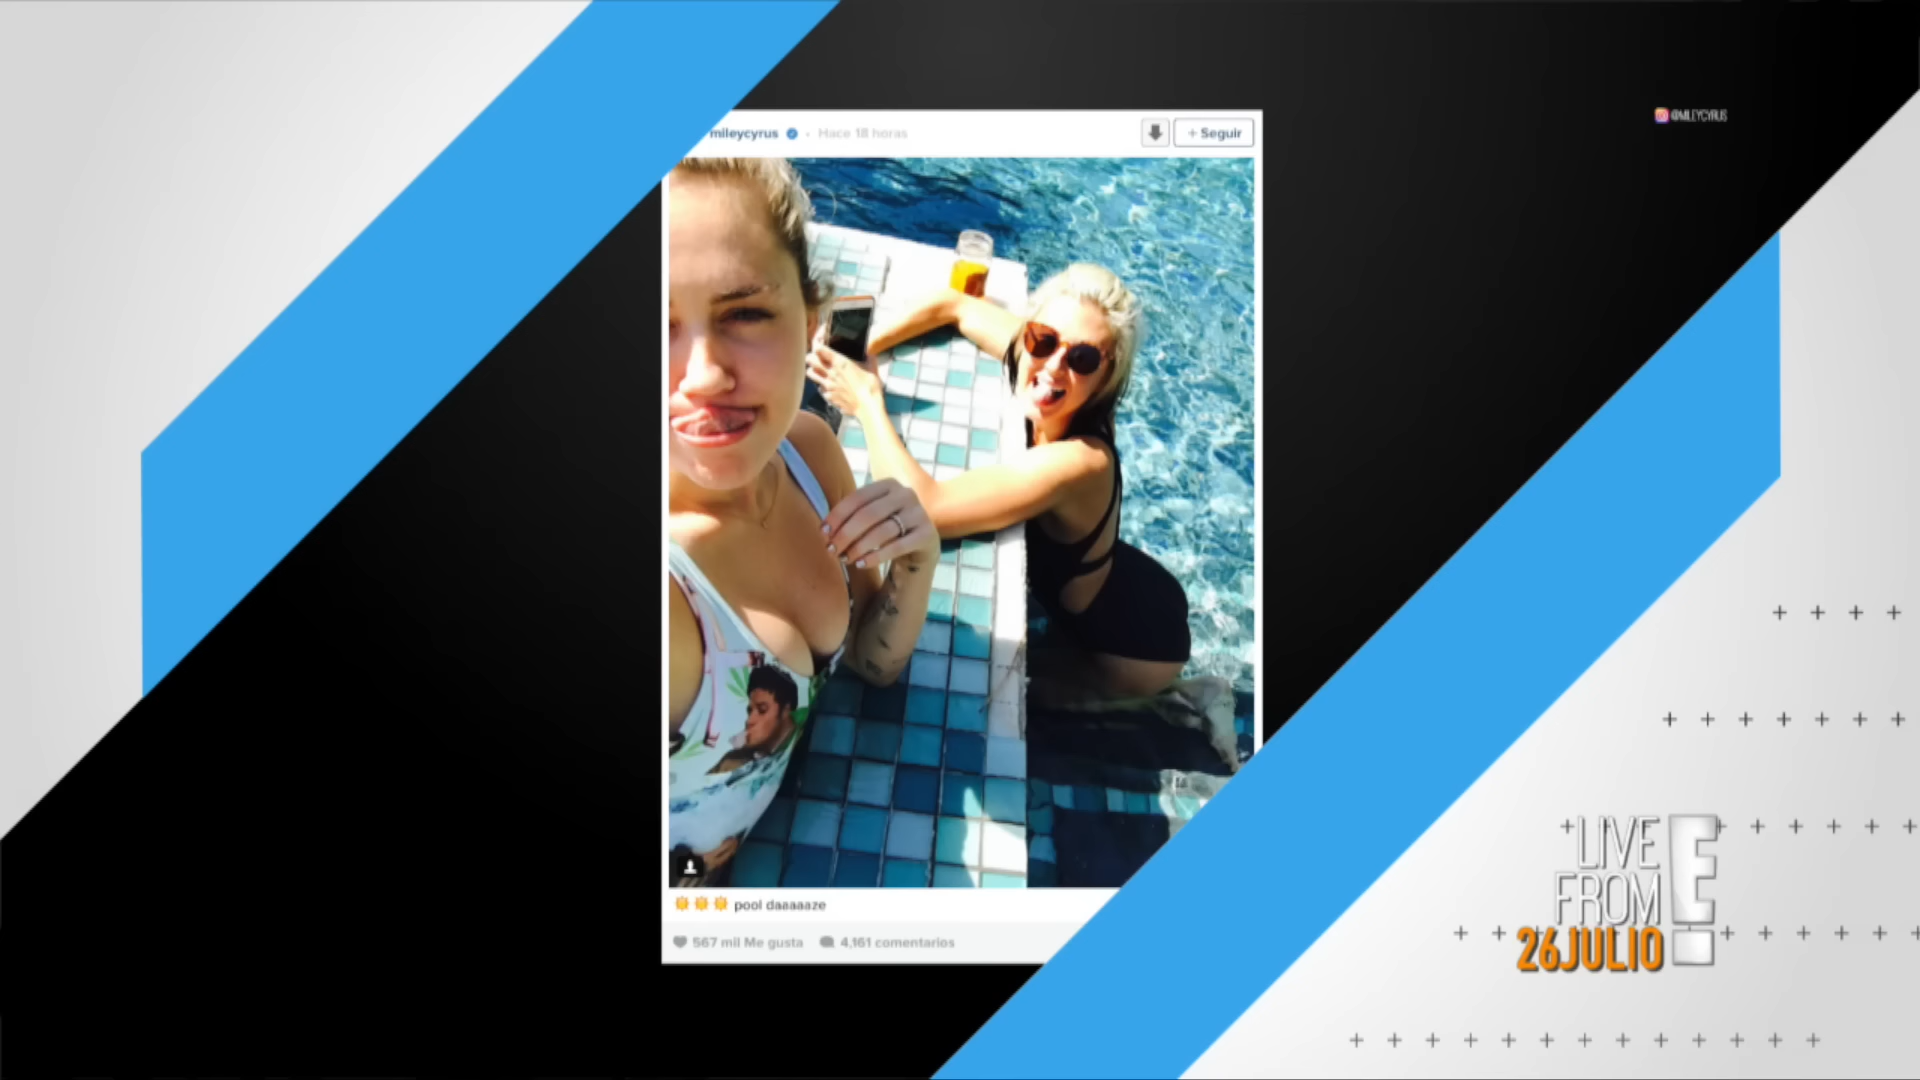 mileycyrus • Hace 18 horas
+ Seguir
@MILEYCYRUS
pool daaaaaze
567 mil Me gusta 4,161 comentarios
LIVE
FROM E!
26JULIO